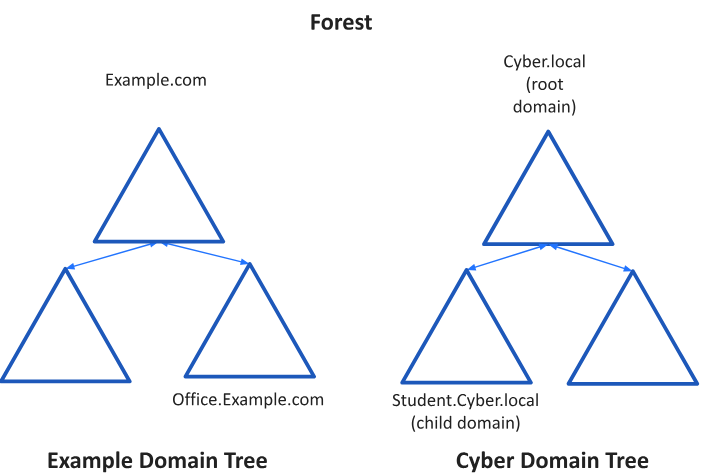 Forest
Example.com
Cyber.local
(root
domain)
Office.Example.com
Student.Cyber.local
(child domain)
Example Domain Tree
Cyber Domain Tree